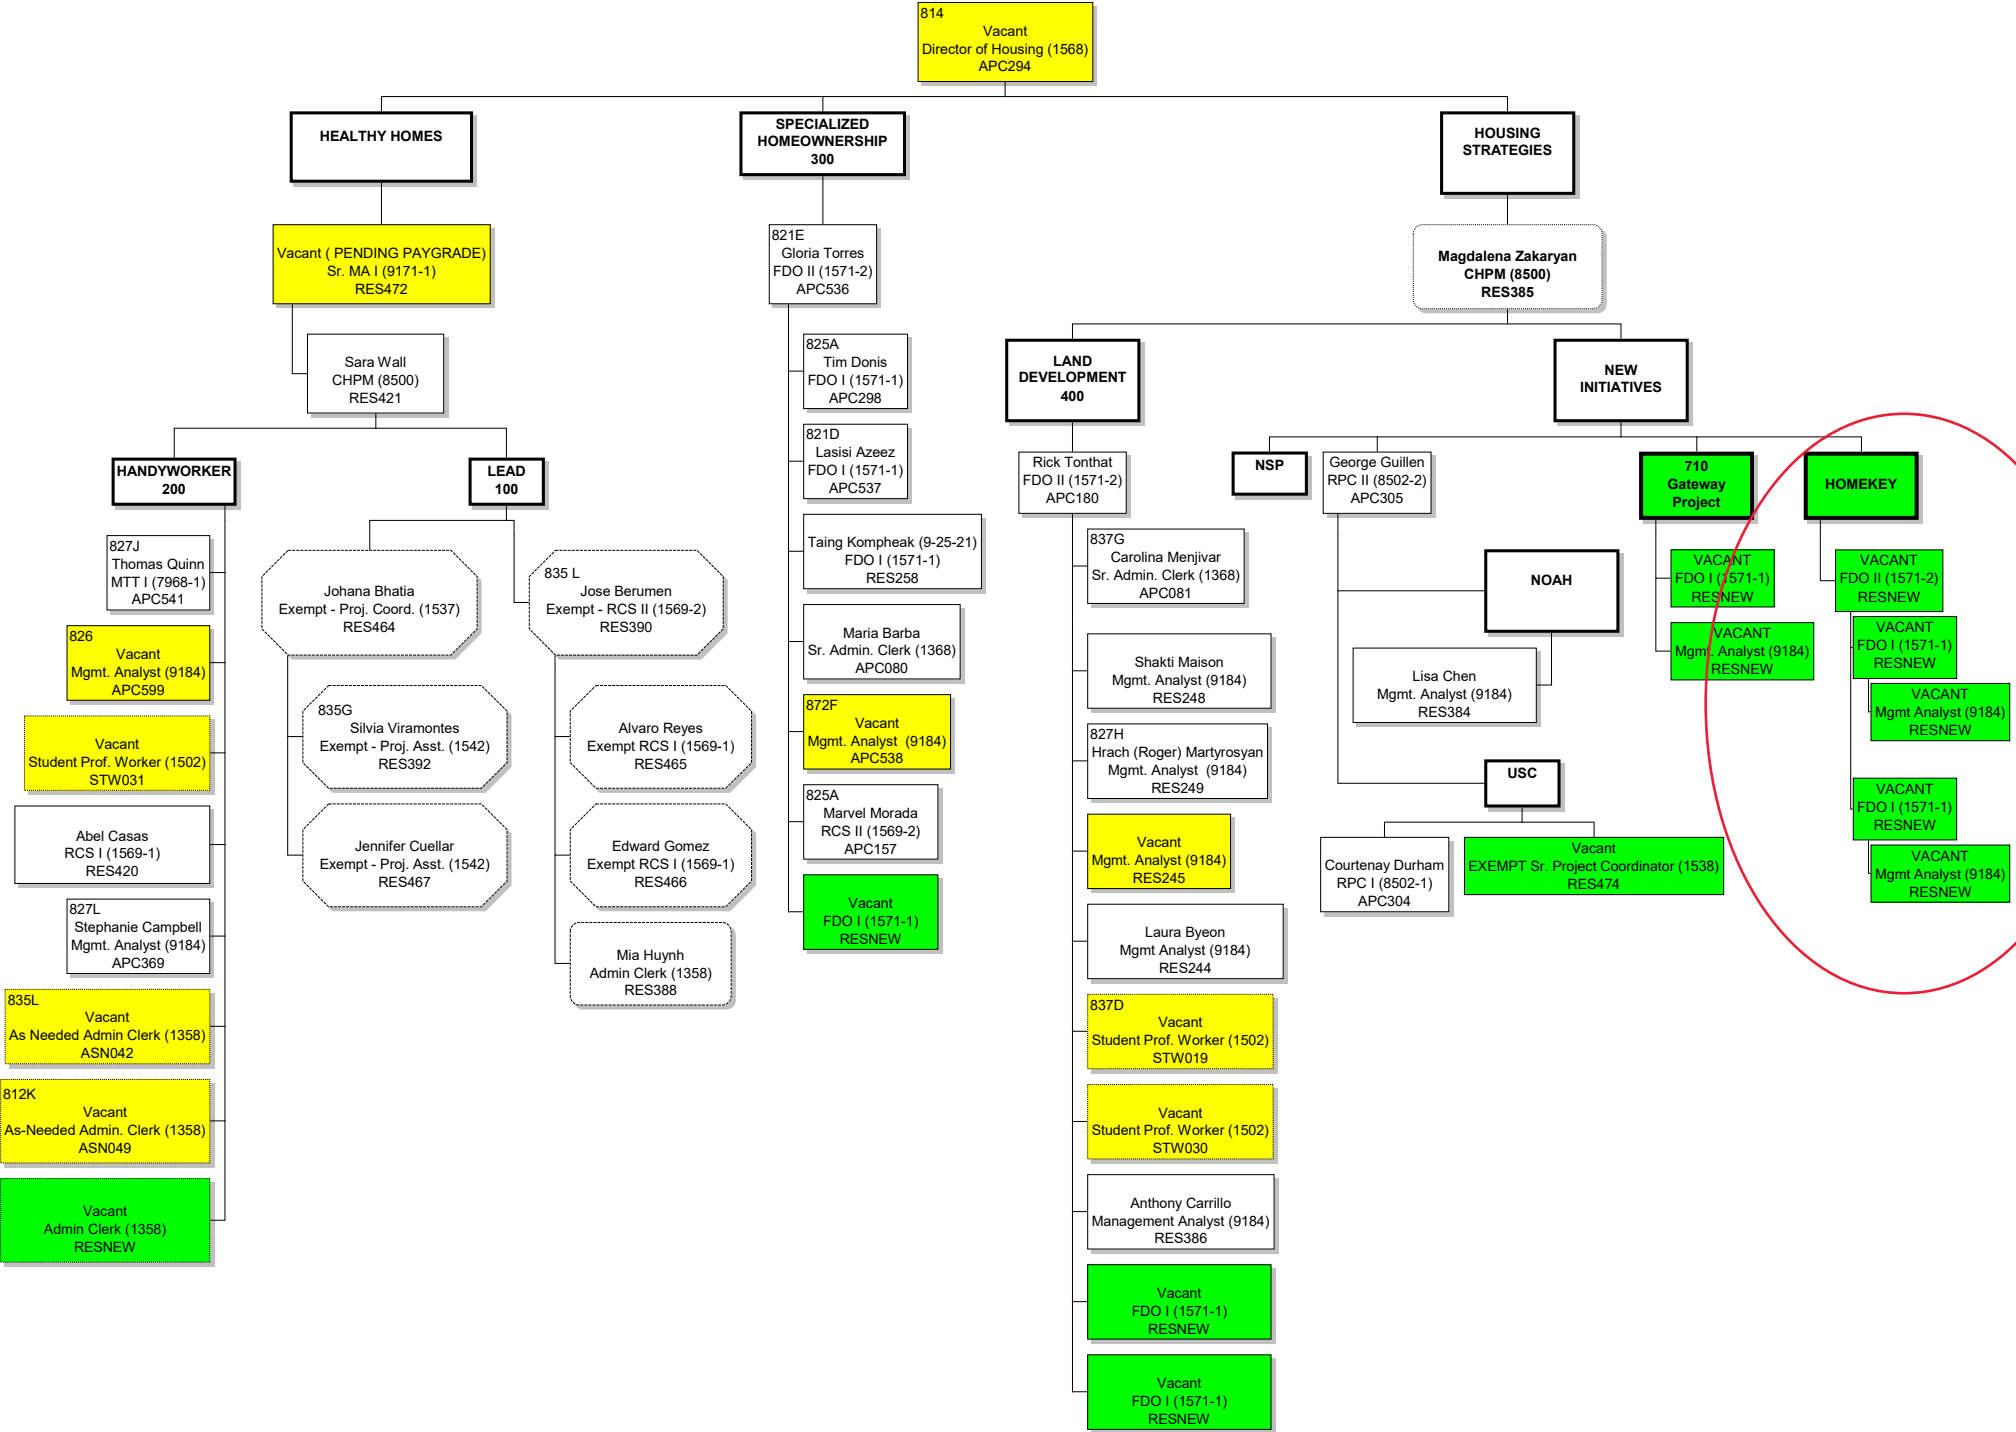 814
Vacant
Director of Housing (1568)
APC294
HEALTHY HOMES
SPECIALIZED
HOMEOWNERSHIP
300
HOUSING
STRATEGIES
Vacant ( PENDING PAYGRADE)
Sr. MA I (9171-1)
RES472
Sara Wall
CHPM (8500)
RES421
HANDYWORKER
200
827J
Thomas Quinn
MTT I (7968-1)
APC541
826
Vacant
Mgmt. Analyst (9184)
APC599
Vacant
Student Prof. Worker (1502)
STW031
Abel Casas
RCS I (1569-1)
RES420
827L
Stephanie Campbell
Mgmt. Analyst (9184)
APC369
835L
Vacant
As Needed Admin Clerk (1358)
ASN042
812K
Vacant
As-Needed Admin. Clerk (1358)
ASN049
Vacant
Admin Clerk (1358)
RESNEW
LEAD
100
Johana Bhatia
Exempt - Proj. Coord. (1537)
RES464
835G
Silvia Viramontes
Exempt - Proj. Asst. (1542)
RES392
Jennifer Cuellar
Exempt - Proj. Asst. (1542)
RES467
835 L
Jose Berumen
Exempt - RCS II (1569-2)
RES390
Alvaro Reyes
Exempt RCS I (1569-1)
RES465
Edward Gomez
Exempt RCS I (1569-1)
RES466
Mia Huynh
Admin Clerk (1358)
RES388
821E
Gloria Torres
FDO II (1571-2)
APC536
825A
Tim Donis
FDO I (1571-1)
APC298
821D
Lasisi Azeez
FDO I (1571-1)
APC537
Taing Kompheak (9-25-21)
FDO I (1571-1)
RES258
Maria Barba
Sr. Admin. Clerk (1368)
APC080
872F
Vacant
Mgmt. Analyst (9184)
APC538
825A
Marvel Morada
RCS II (1569-2)
APC157
Vacant
FDO I (1571-1)
RESNEW
Magdalena Zakaryan
CHPM (8500)
RES385
LAND
DEVELOPMENT
400
Rick Tonthat
FDO II (1571-2)
APC180
837G
Carolina Menjivar
Sr. Admin. Clerk (1368)
APC081
Shakti Maison
Mgmt. Analyst (9184)
RES248
827H
Hrach (Roger) Martyrosyan
Mgmt. Analyst (9184)
RES249
Vacant
Mgmt. Analyst (9184)
RES245
Laura Byeon
Mgmt Analyst (9184)
RES244
837D
Vacant
Student Prof. Worker (1502)
STW019
Vacant
Student Prof. Worker (1502)
STW030
Anthony Carrillo
Management Analyst (9184)
RES386
Vacant
FDO I (1571-1)
RESNEW
Vacant
FDO I (1571-1)
RESNEW
NEW
INITIATIVES
NSP
George Guillen
RPC II (8502-2)
APC305
NOAH
Lisa Chen
Mgmt. Analyst (9184)
RES384
USC
Courtenay Durham
RPC I (8502-1)
APC304
Vacant
EXEMPT Sr. Project Coordinator (1538)
RES474
710
Gateway
Project
VACANT
FDO I (1571-1)
RESNEW
VACANT
Mgmt. Analyst (9184)
RESNEW
HOMEKEY
VACANT
FDO II (1571-2)
RESNEW
VACANT
FDO I (1571-1)
RESNEW
VACANT
Mgmt Analyst (9184)
RESNEW
VACANT
FDO I (1571-1)
RESNEW
VACANT
Mgmt Analyst (9184)
RESNEW